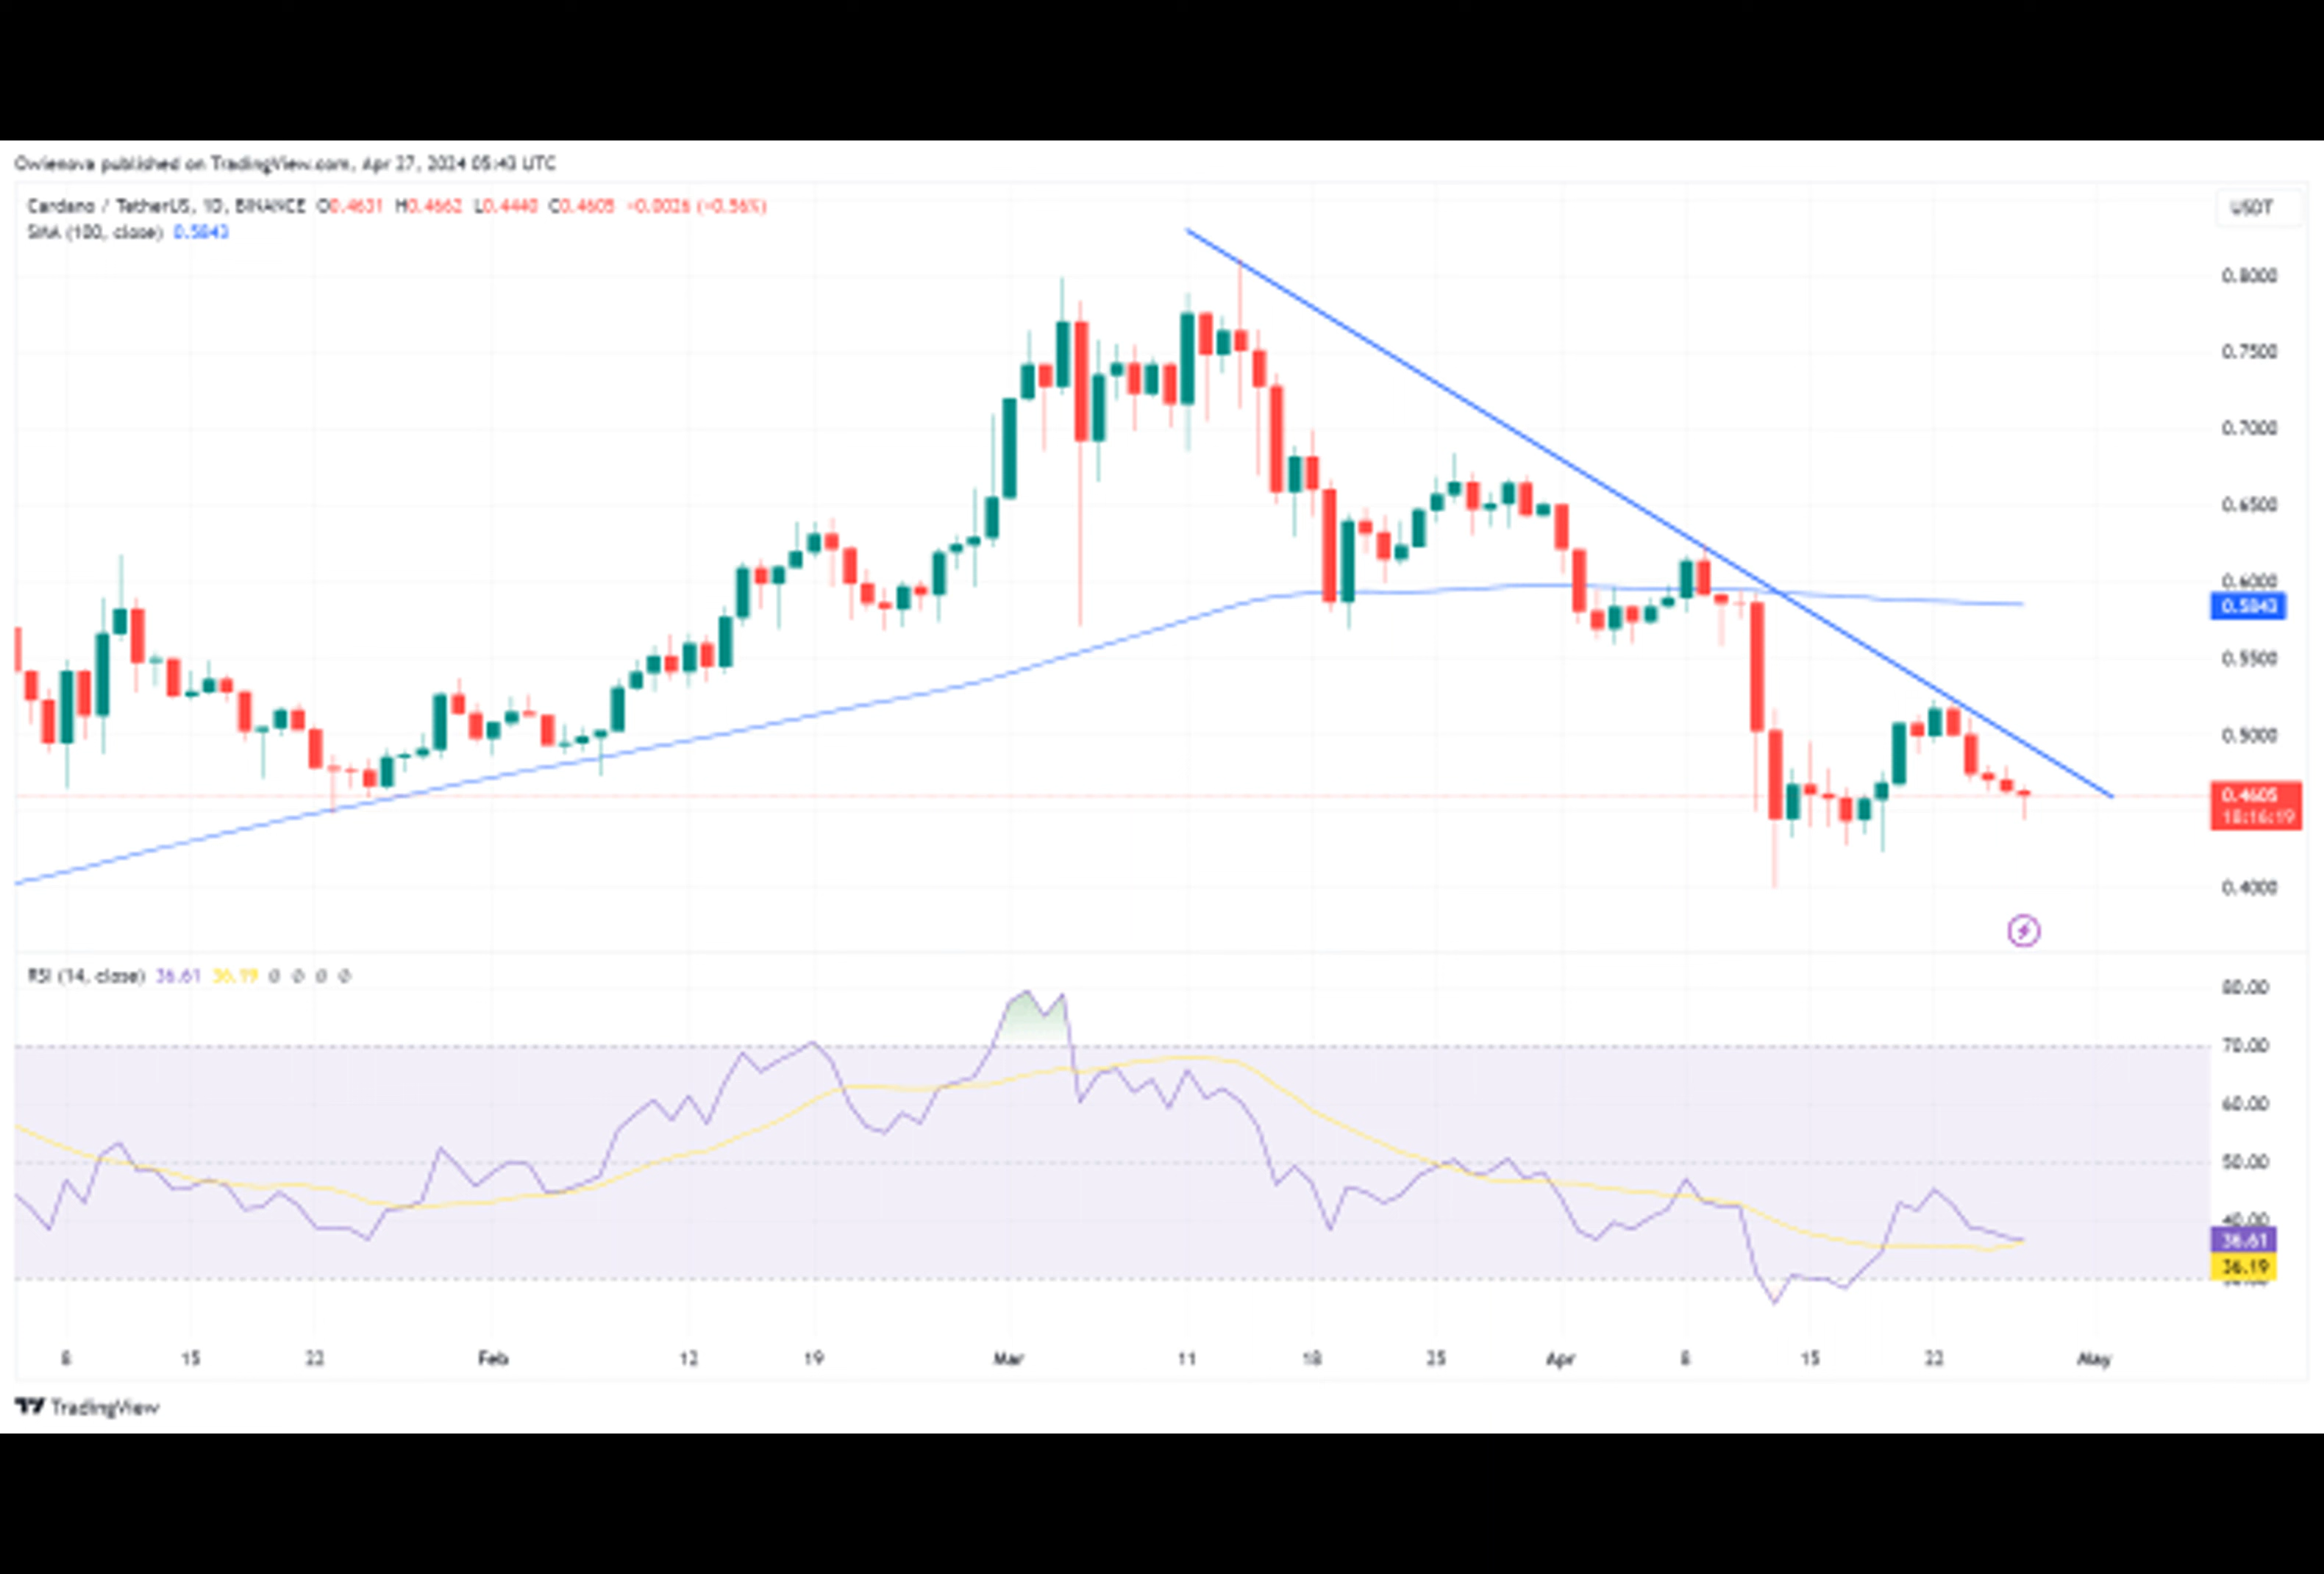 Owienova published on TradingView.com, Apr 27, 2024 05:43 UTC
Cardano / TetherUS, 1D, BINANCE O0.4631 H0.4662 L0.4440 C0.4605 −0.0026 (−0.56%)
SMA (100, close) 0.5843
USDT
0.8000
0.7500
0.7000
0.6500
0.6000
0.5843
0.5500
0.5000
0.4605
18:16:19
0.4000
RSI (14, close) 36.61 36.19
80.00
70.00
60.00
50.00
40.00
36.61
36.19
8 15 22 Feb 12 19 Mar 11 18 25 Apr 8 15 22 May
TradingView